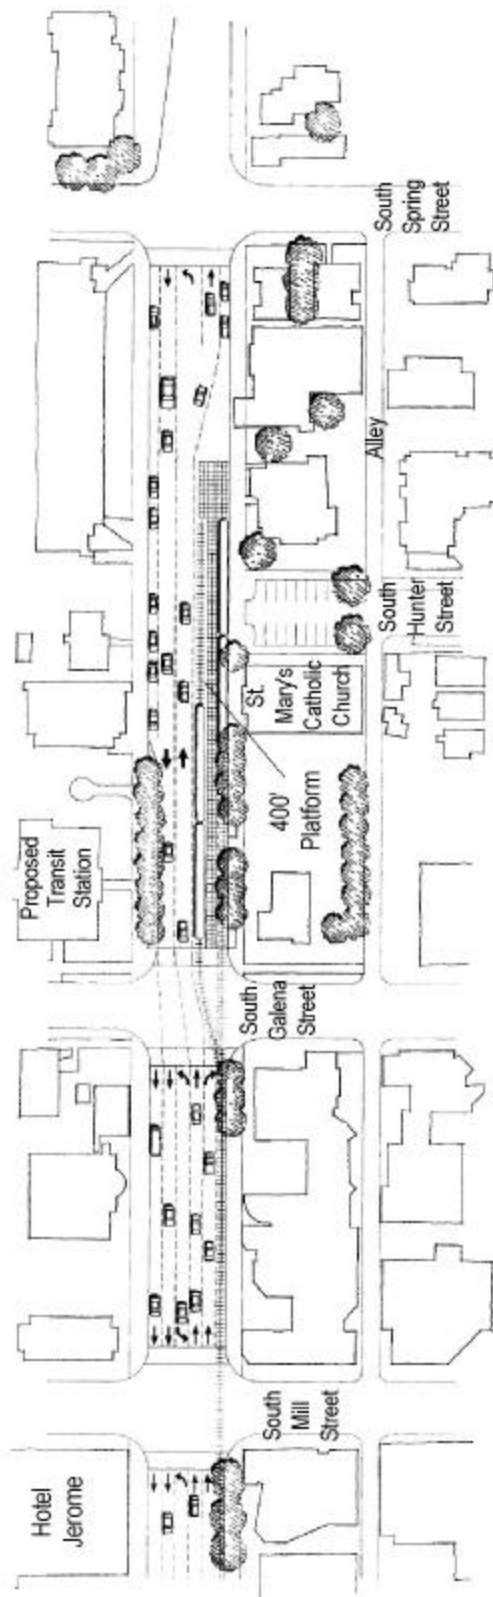 South
Spring
Street
Alley
South
Hunter
Street
St.
Mary's
Catholic
Church
400'
Platform
Proposed
Transit
Station
South
Galena
Street
South
Mill
Street
Hotel
Jerome